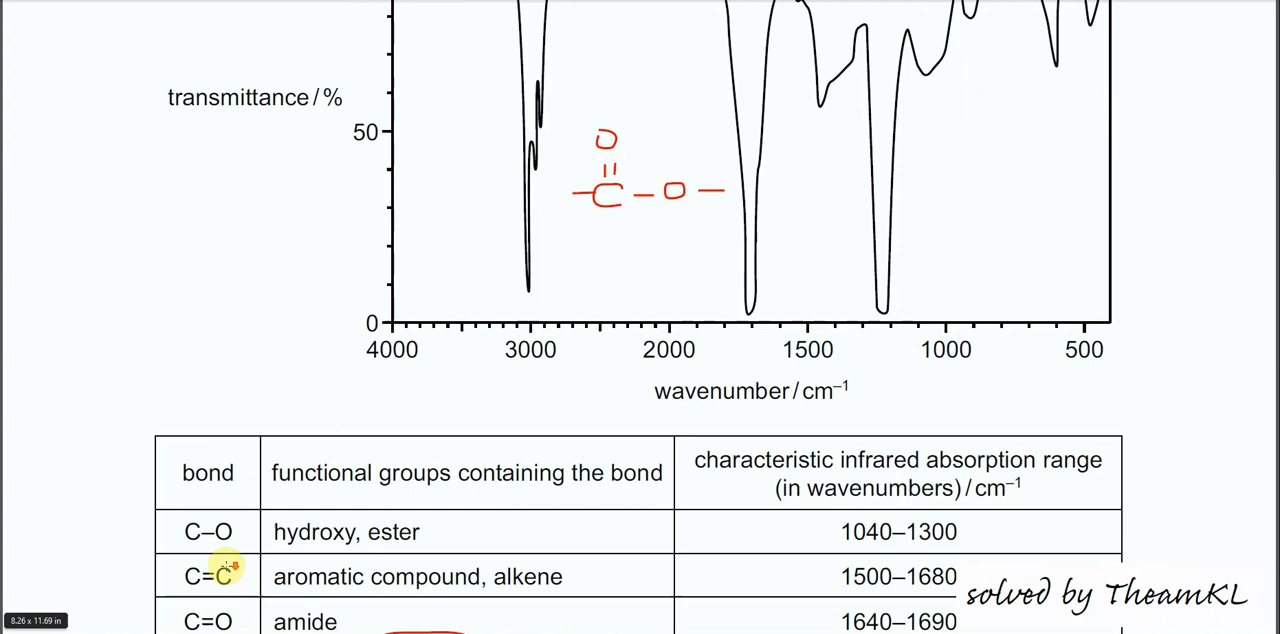 transmittance / %
50
0
O
||
– C – O –
4000 3000 2000 1500 1000 500
wavenumber / cm⁻¹
bond functional groups containing the bond characteristic infrared absorption range (in wavenumbers) / cm⁻¹
C–O hydroxy, ester 1040–1300
C=C aromatic compound, alkene 1500–1680
C=O amide 1640–1690
solved by TheamKL
8.26 x 11.69 in